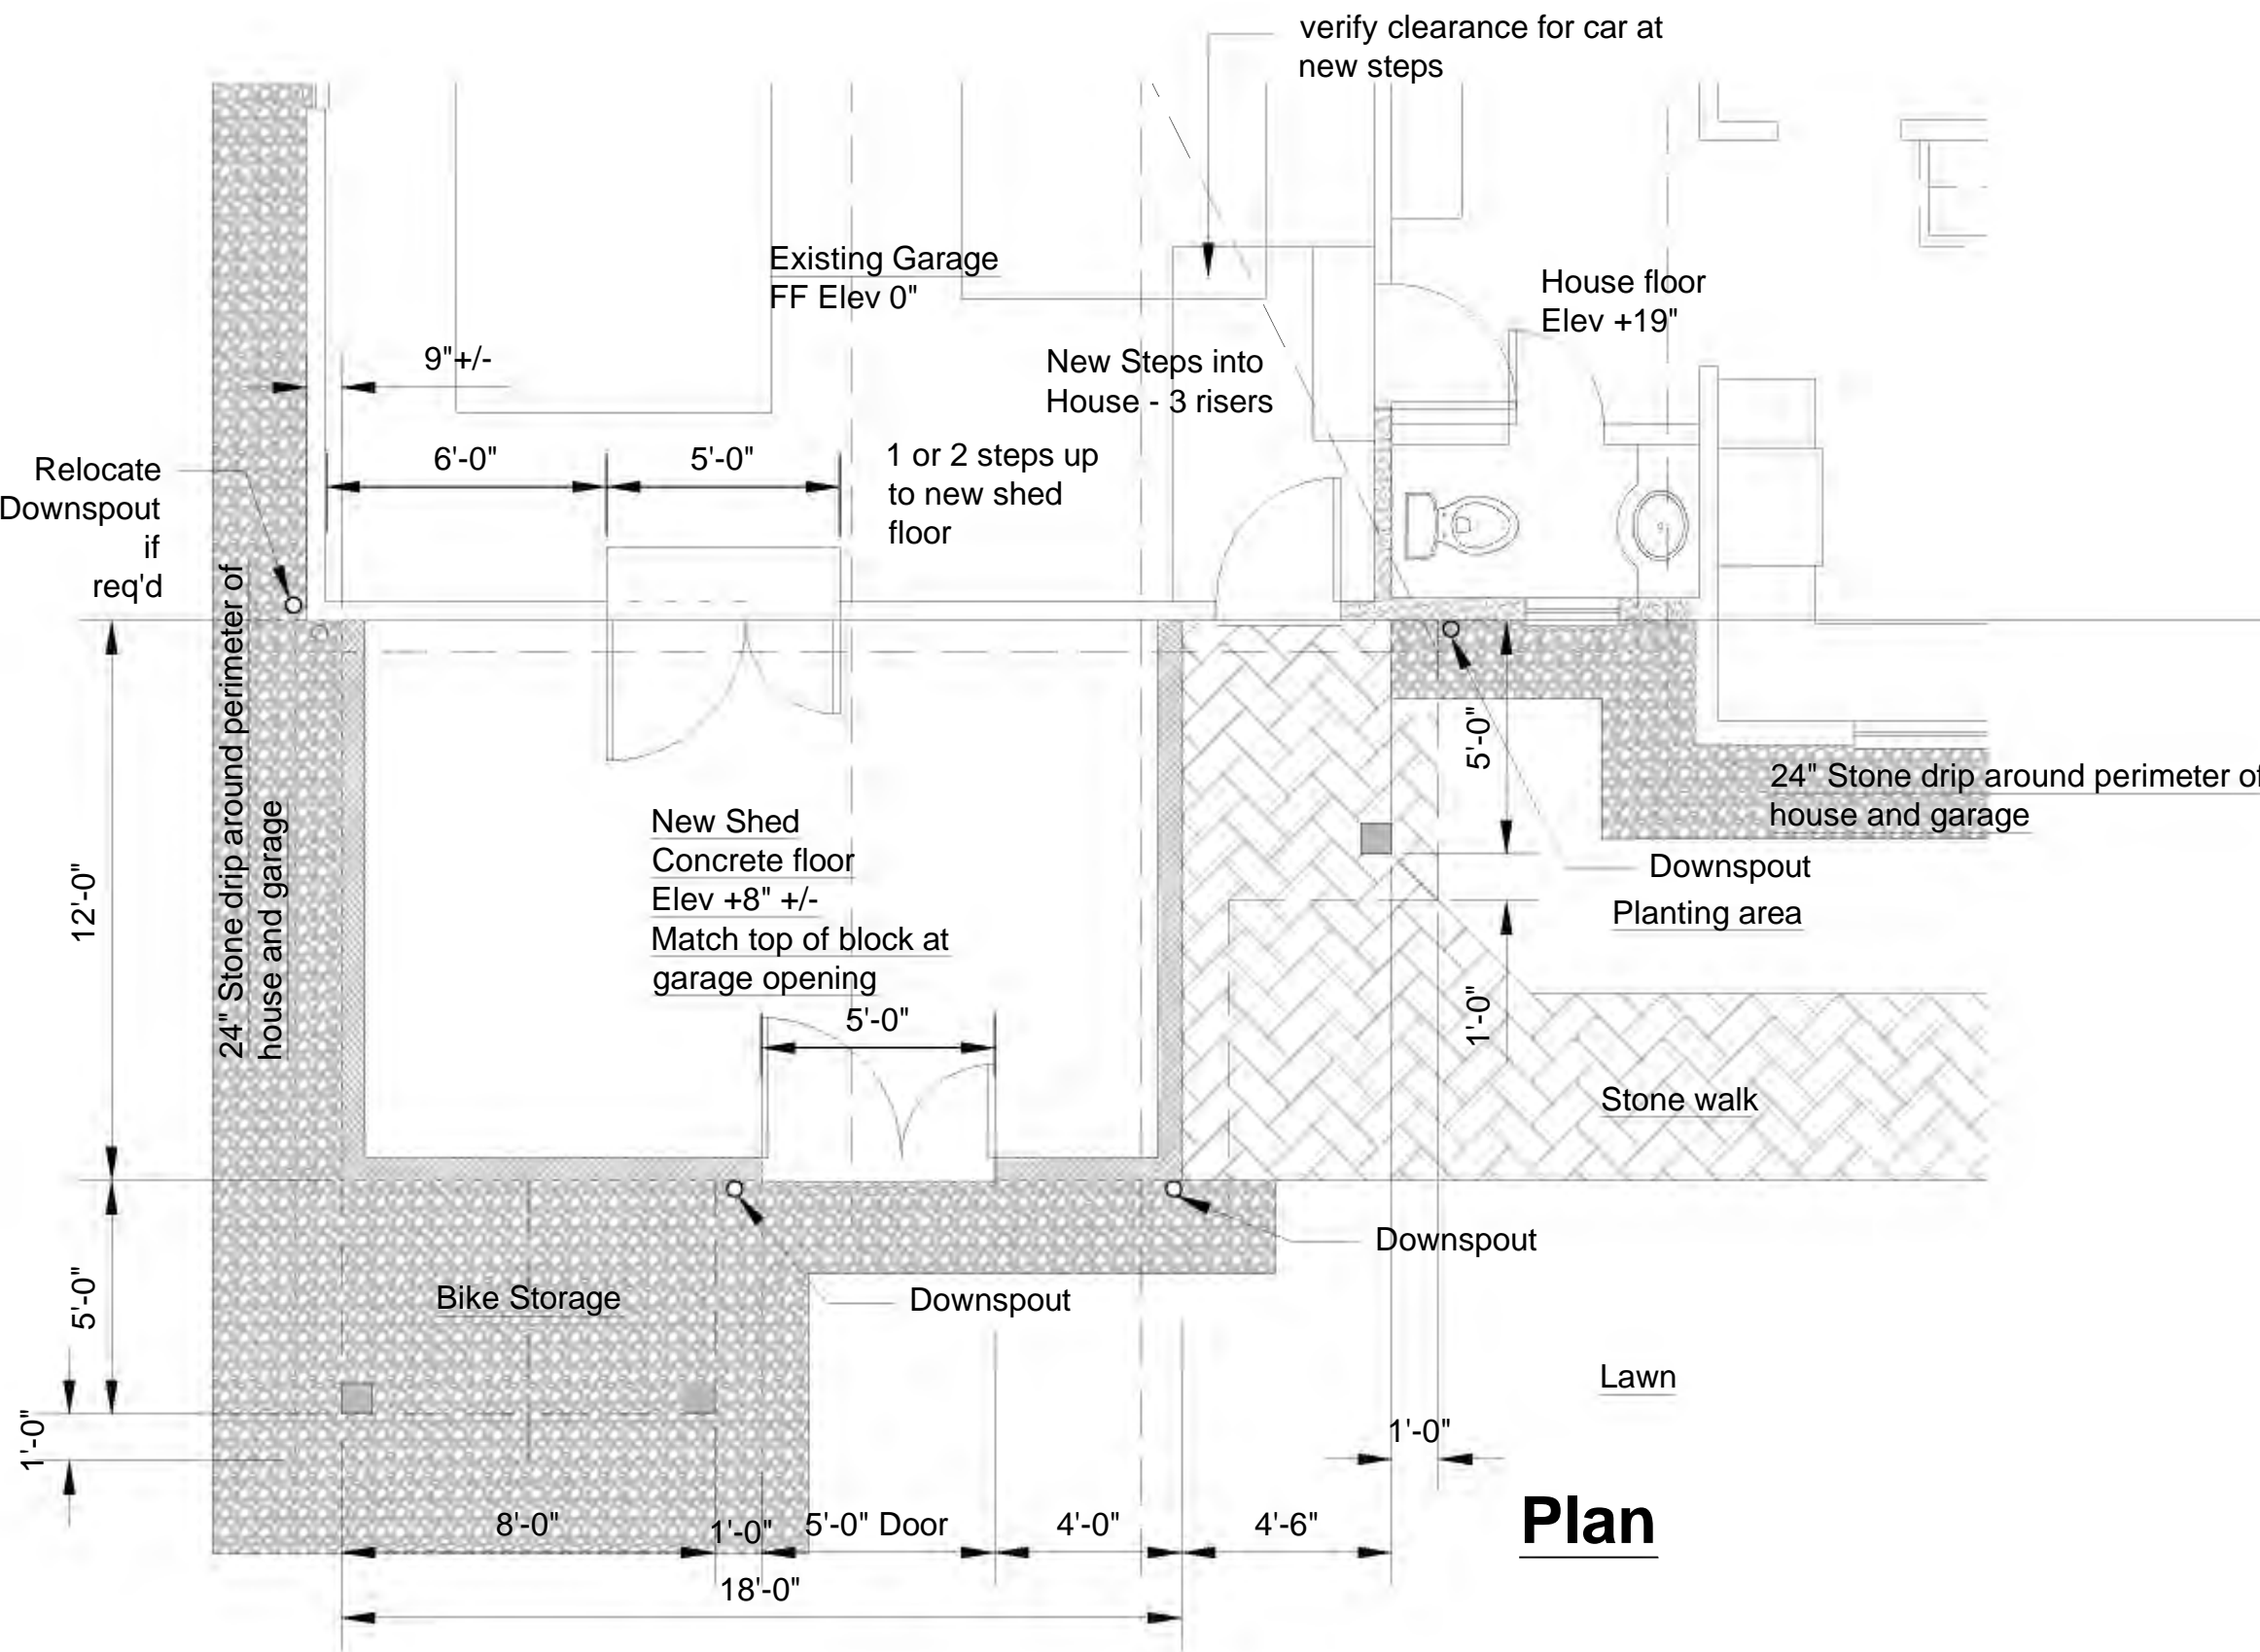 verify clearance for car at
new steps
Existing Garage
FF Elev 0"
House floor
Elev +19"
9"+/-
New Steps into
House - 3 risers
6'-0"
5'-0"
1 or 2 steps up
to new shed
floor
Relocate
Downspout
if
req'd
24" Stone drip around perimeter of
house and garage
12'-0"
5'-0"
24" Stone drip around perimeter of
house and garage
New Shed
Concrete floor
Elev +8" +/-
Match top of block at
garage opening
Downspout
Planting area
5'-0"
1'-0"
Stone walk
Downspout
5'-0"
Bike Storage
Downspout
Lawn
1'-0"
1'-0"
8'-0"
1'-0"
5'-0" Door
4'-0"
4'-6"
Plan
18'-0"